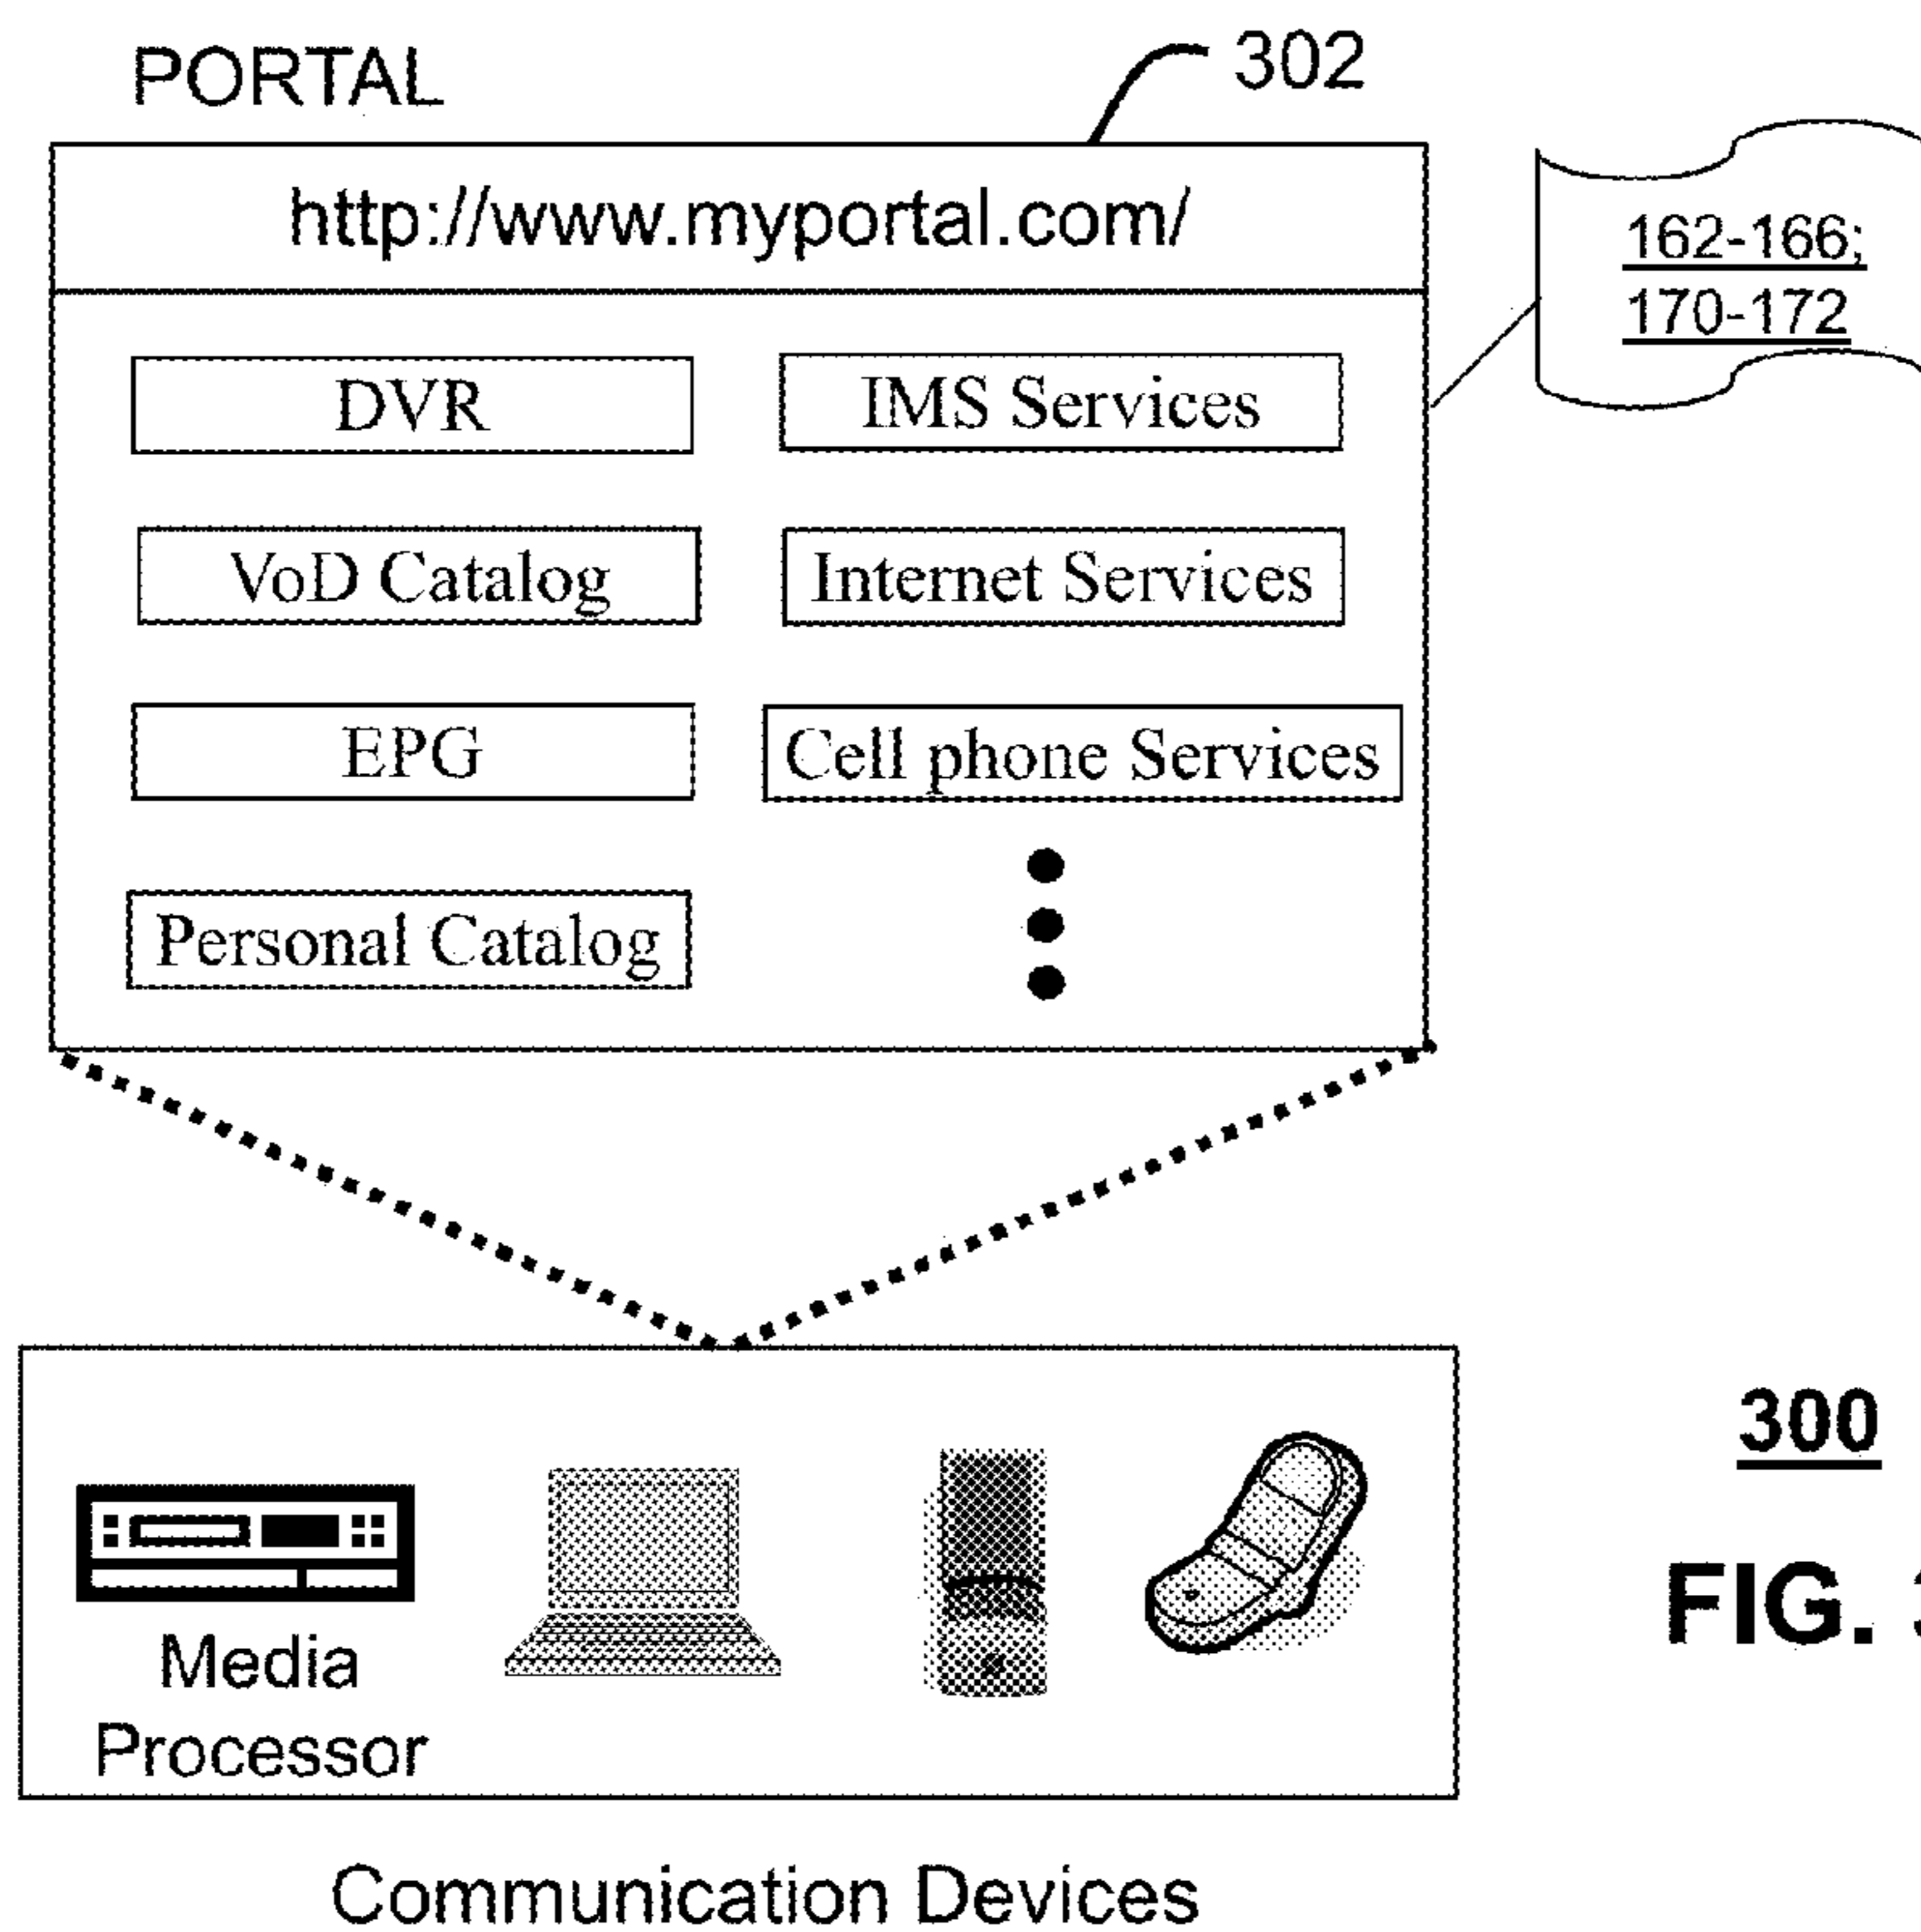 PORTAL
302
http://www.myportal.com/
162-166;
170-172
DVR
IMS Services
VoD Catalog
Internet Services
EPG
Cell phone Services
Personal Catalog
300
FIG.
Media
Processor
Communication Devices